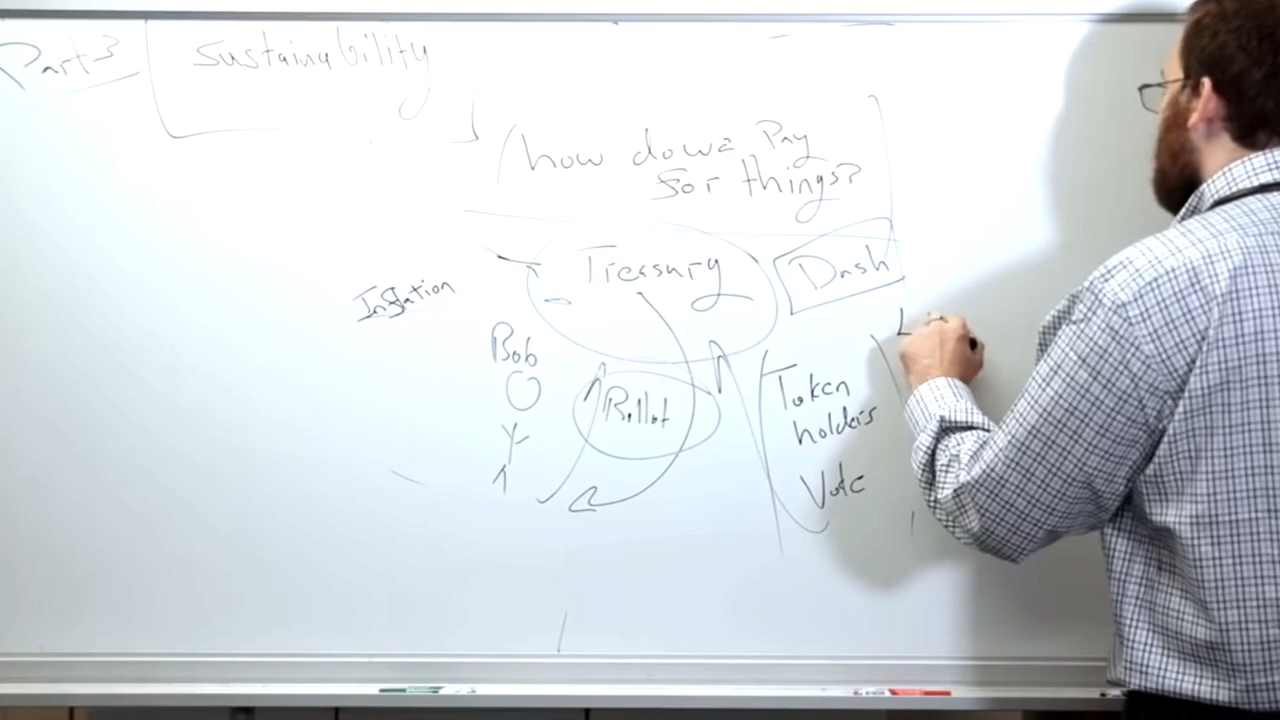 Part 3
Sustainability
how do we Pay
for things?
Treasury
Dash
Inflation
Bob
Ballot
Token
holders
Vote